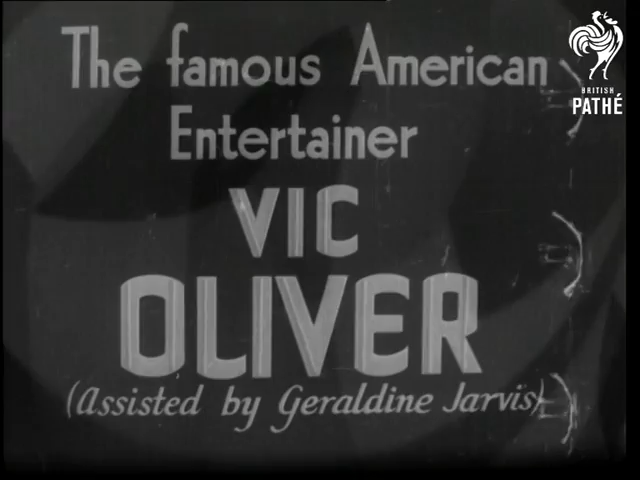 The famous American
Entertainer
VIC
OLIVER
(Assisted by Geraldine Jarvis)
BRITISH
PATHÉ